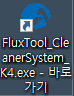 FluxTool_Cle
anerSystem_
K4.exe - 바로
가기